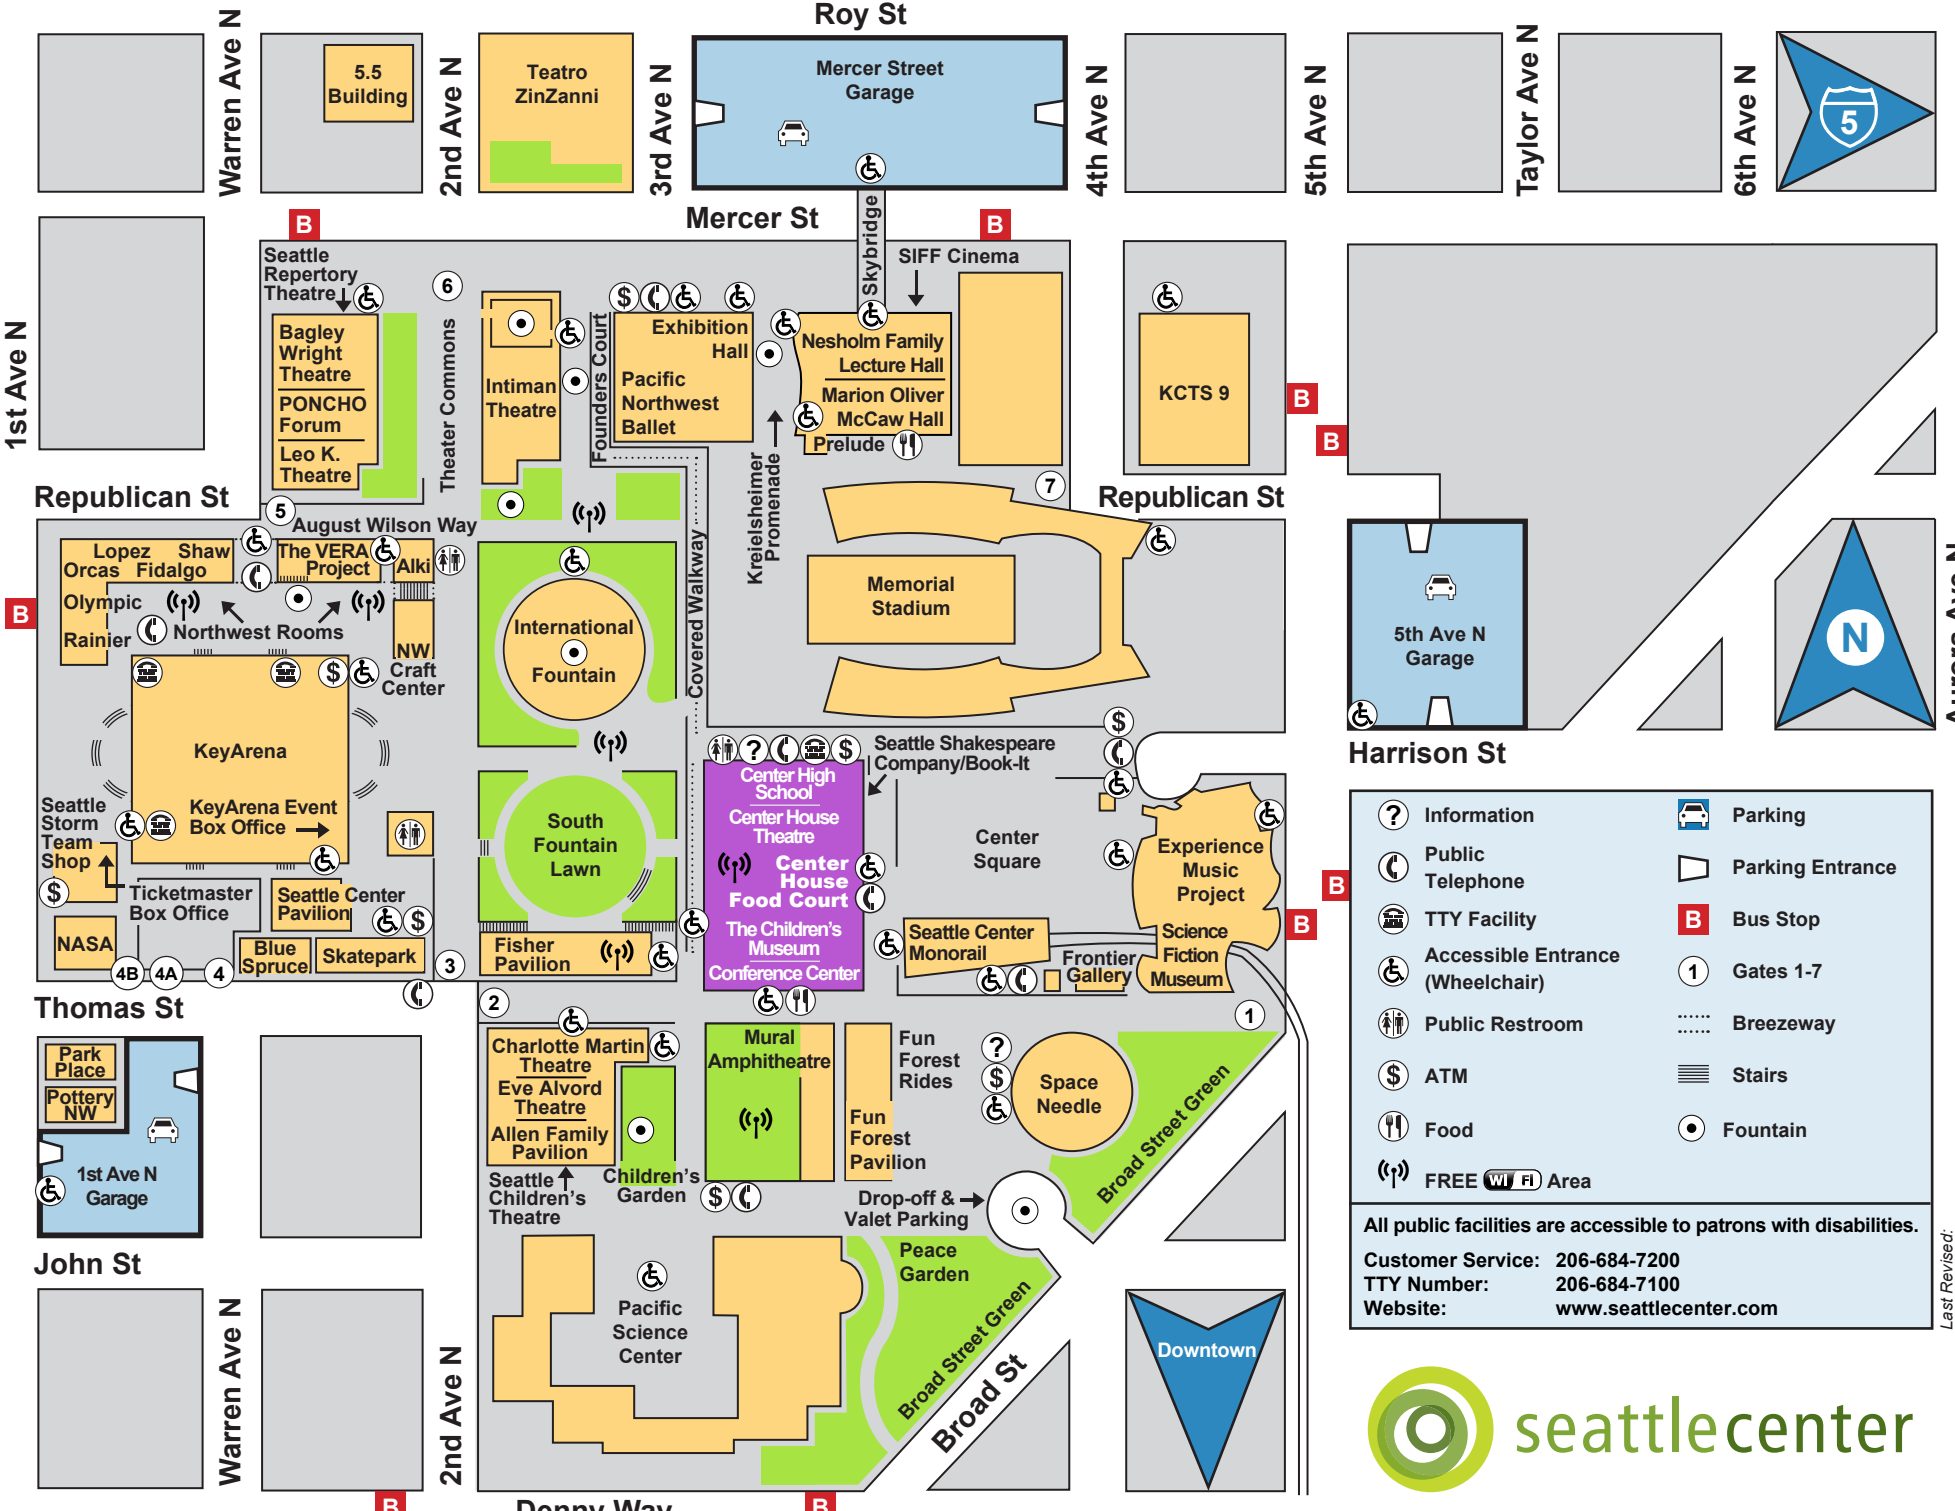 Roy St
Warren Ave N
5.5
Building
2nd Ave N
Teatro
ZinZanni
3rd Ave N
Mercer Street
Garage
4th Ave N
5th Ave N
Taylor Ave N
6th Ave N
5
B
Mercer St
Skybridge
B
SIFF Cinema
1st Ave N
Seattle
Repertory
Theatre
6
Bagley
Wright
Theatre
PONCHO
Forum
Leo K.
Theatre
Theater Commons
Intiman
Theatre
Founders Court
$
Exhibition
Hall
Pacific
Northwest
Ballet
Kreielsheimer
Promenade
Nesholm Family
Lecture Hall
Marion Oliver
McCaw Hall
Prelude
KCTS 9
B
B
Republican St
5
August Wilson Way
7
Republican St
Lopez Shaw
Orcas Fidalgo
Olympic
Rainier
The VERA
Project
Alki
B
Northwest Rooms
NW
Craft
Center
International
Fountain
Covered Walkway
Memorial
Stadium
5th Ave N
Garage
N
Aurora Ave N
$
KeyArena
KeyArena Event
Box Office
Seattle
Storm
Team
Shop
$
Ticketmaster
Box Office
Seattle Center
Pavilion
$
NASA
Blue
Spruce
Skatepark
4B
4A
4
3
South
Fountain
Lawn
Fisher
Pavilion
? $
Center High
School
Center House
Theatre
Center
House
Food Court
The Children's
Museum
Conference Center
Seattle Shakespeare
Company/Book-It
Center
Square
$
Experience
Music
Project
Science
Fiction
Museum
Seattle Center
Monorail
Frontier
Gallery
B
B
Harrison St
? Information
Public
Telephone
TTY Facility
Accessible Entrance
(Wheelchair)
Public Restroom
$ ATM
Food
FREE Wi Fi Area
Parking
Parking Entrance
B Bus Stop
1 Gates 1-7
Breezeway
Stairs
Fountain
All public facilities are accessible to patrons with disabilities.
Customer Service: 206-684-7200
TTY Number: 206-684-7100
Website: www.seattlecenter.com
Last Revised:
Thomas St
Park
Place
Pottery
NW
1st Ave N
Garage
2
Charlotte Martin
Theatre
Eve Alvord
Theatre
Allen Family
Pavilion
Seattle
Children's
Theatre
Children's
Garden
Mural
Amphitheatre
$
Fun
Forest
Rides
Fun
Forest
Pavilion
?
$
Space
Needle
1
Broad Street Green
Drop-off &
Valet Parking
John St
Pacific
Science
Center
Peace
Garden
Broad Street Green
Broad St
Downtown
Warren Ave N
2nd Ave N
B
Denny Way
B
seattlecenter